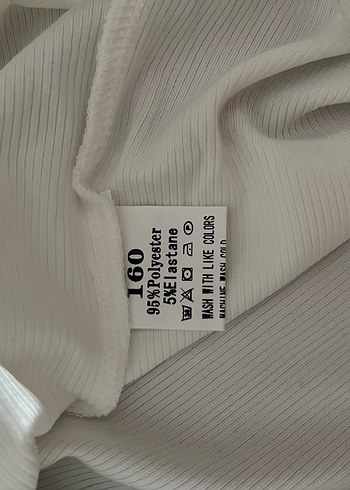 160
95%Polyester
5%Elastane
WASH WITH LIKE COLORS
MACHINE WASH COLD